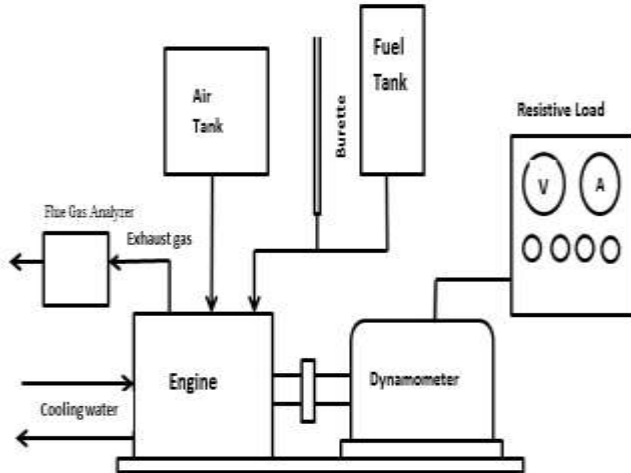 Fuel
Tank
Air
Tank
Burette
Resistive Load
V
A
Flue Gas Analyzer
Exhaust gas
Engine
Dynamometer
Cooling water